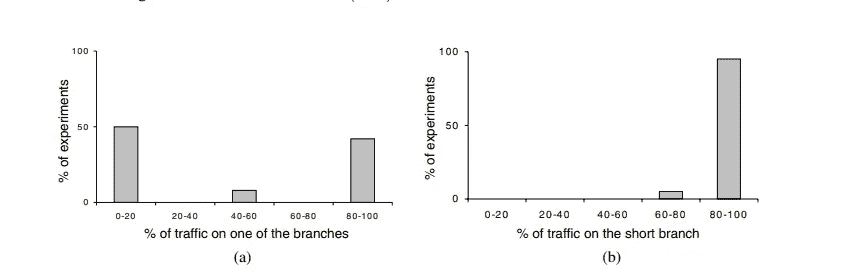 100
50
0
% of experiments
0-20 20-40 40-60 60-80 80-100
% of traffic on one of the branches
(a)
100
50
0
% of experiments
0-20 20-40 40-60 60-80 80-100
% of traffic on the short branch
(b)